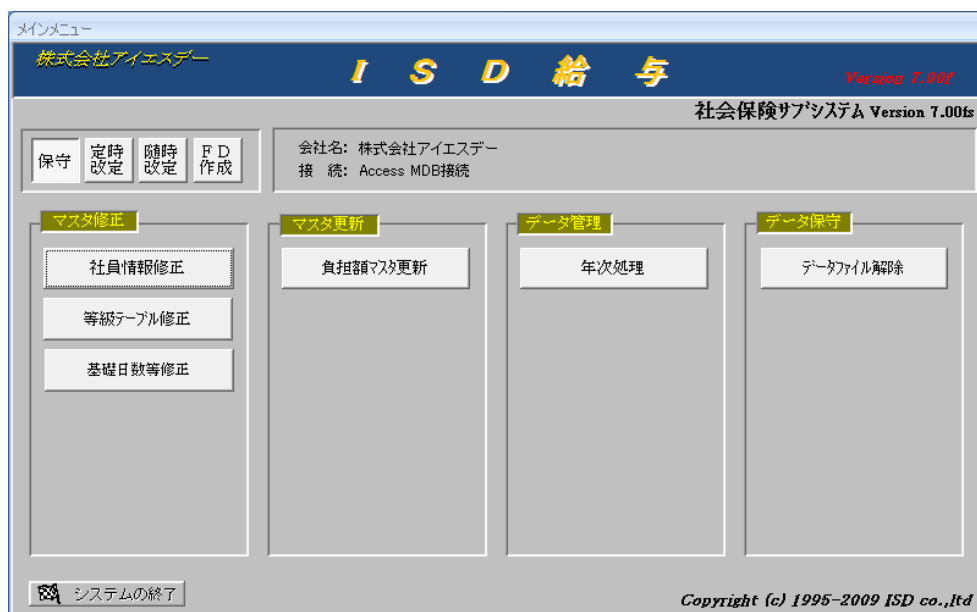 メインメニュー
株式会社アイエスデー
ISD給与
Version 7.00f
社会保険サブシステム Version 7.00fs
保守
定時改定
随時改定
FD作成
会社名: 株式会社アイエスデー
接　続: Access MDB接続
マスタ修正
マスタ更新
データ管理
データ保守
社員情報修正
負担額マスタ更新
年次処理
データファイル解除
等級テーブル修正
基礎日数等修正
システムの終了
Copyright (c) 1995-2009 ISD co.,ltd